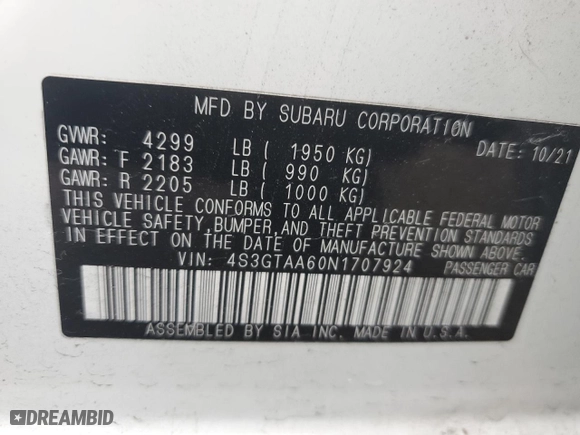 MFD BY SUBARU CORPORATION
GVWR: 4299 LB ( 1950 KG) DATE: 10/21
GAWR: F 2183 LB ( 990 KG)
GAWR: R 2205 LB ( 1000 KG)
THIS VEHICLE CONFORMS TO ALL APPLICABLE FEDERAL MOTOR
VEHICLE SAFETY, BUMPER, AND THEFT PREVENTION STANDARDS
IN EFFECT ON THE DATE OF MANUFACTURE SHOWN ABOVE.
VIN: 4S3GTAA60N1707924 PASSENGER CAR
ASSEMBLED BY SIA INC. MADE IN U.S.A.
DREAMBID